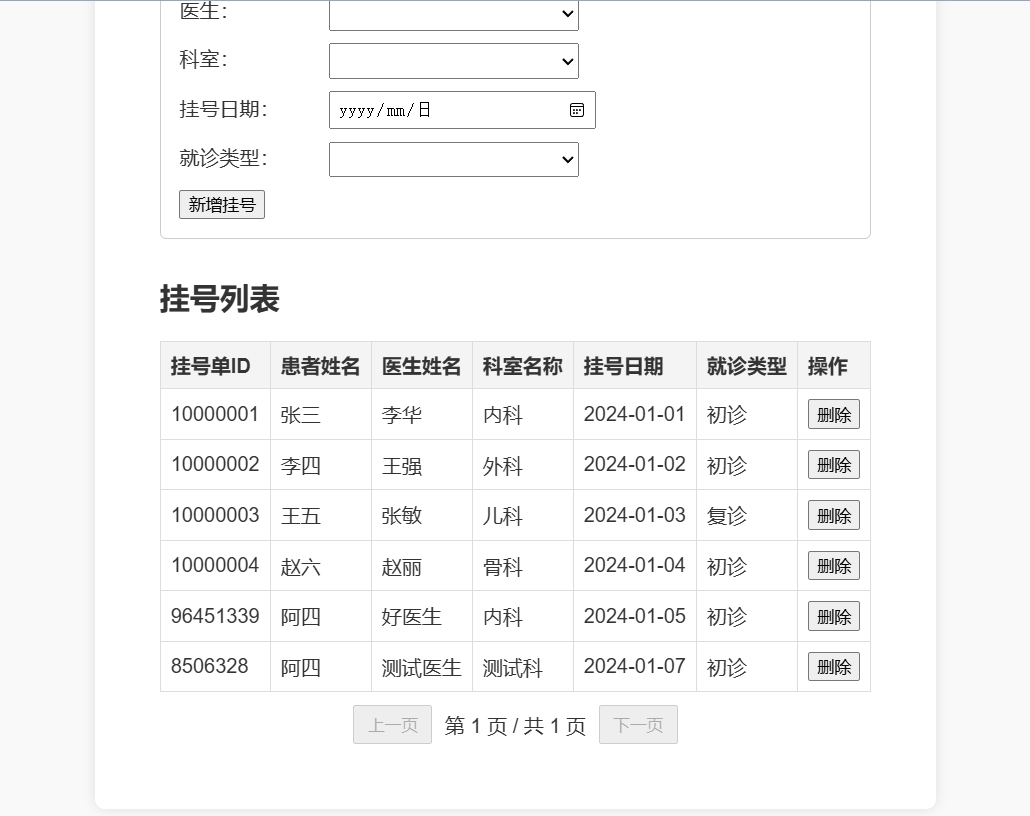 医生:
科室:
挂号日期:
yyyy/mm/日
就诊类型:
新增挂号
挂号列表
挂号单ID 患者姓名 医生姓名 科室名称 挂号日期 就诊类型 操作
10000001 张三 李华 内科 2024-01-01 初诊 删除
10000002 李四 王强 外科 2024-01-02 初诊 删除
10000003 王五 张敏 儿科 2024-01-03 复诊 删除
10000004 赵六 赵丽 骨科 2024-01-04 初诊 删除
96451339 阿四 好医生 内科 2024-01-05 初诊 删除
8506328 阿四 测试医生 测试科 2024-01-07 初诊 删除
上一页 第 1 页 / 共 1 页 下一页